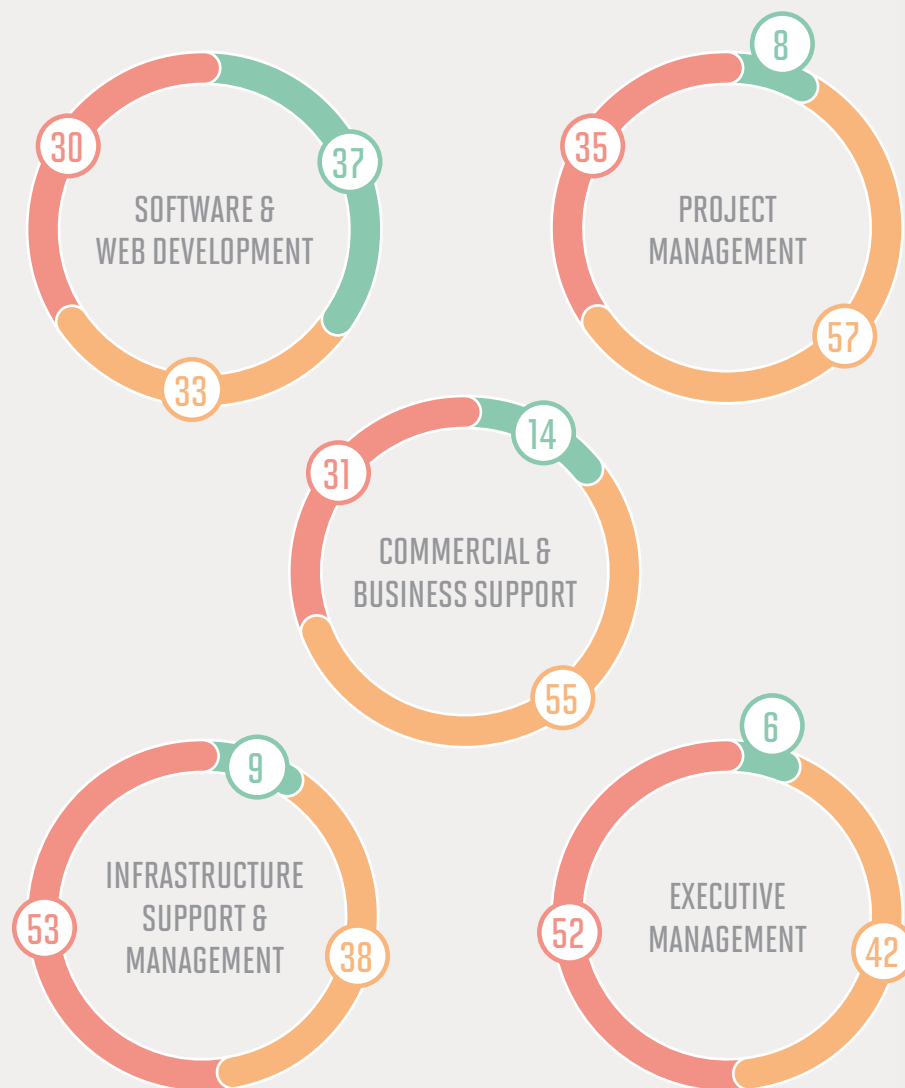 30
37
SOFTWARE &
WEB DEVELOPMENT
33
8
35
PROJECT
MANAGEMENT
57
14
31
COMMERCIAL &
BUSINESS SUPPORT
55
9
INFRASTRUCTURE
SUPPORT &
MANAGEMENT
53
38
6
EXECUTIVE
MANAGEMENT
52
42